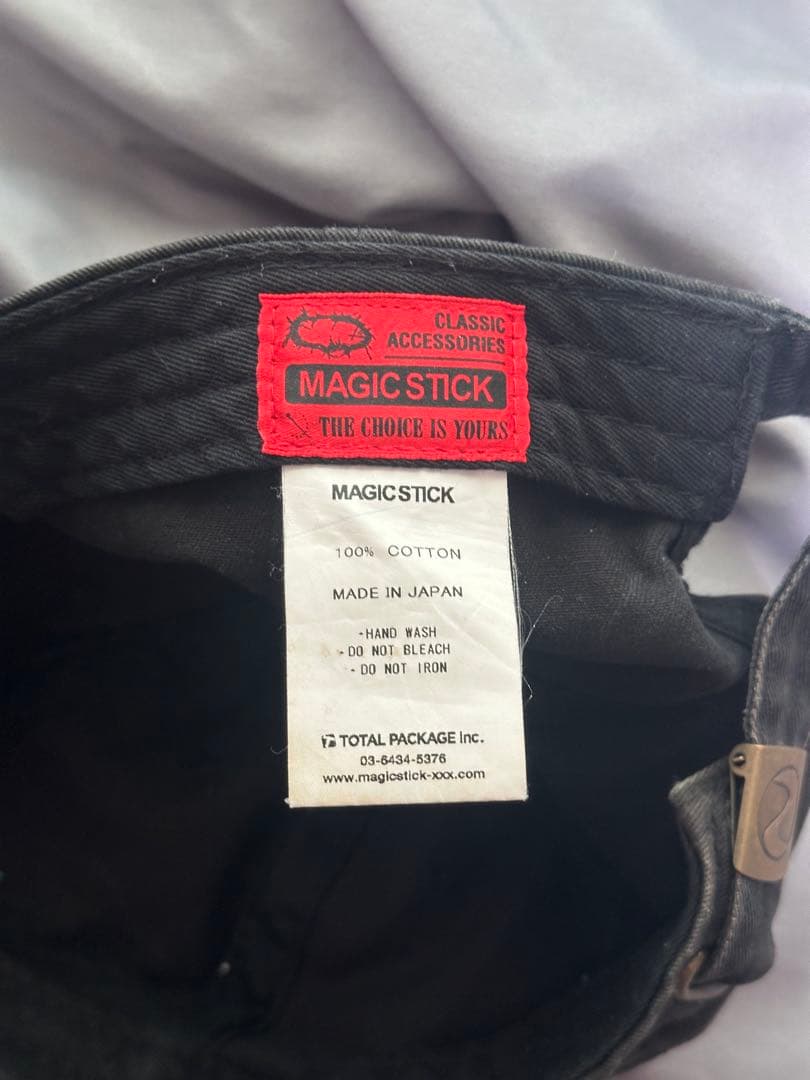 CLASSIC
ACCESSORIES
MAGIC STICK
THE CHOICE IS YOURS
MAGIC STICK
100% COTTON
MADE IN JAPAN
-HAND WASH
-DO NOT BLEACH
-DO NOT IRON
TOTAL PACKAGE Inc.
03-5434-5376
www.magicstick-xxx.com